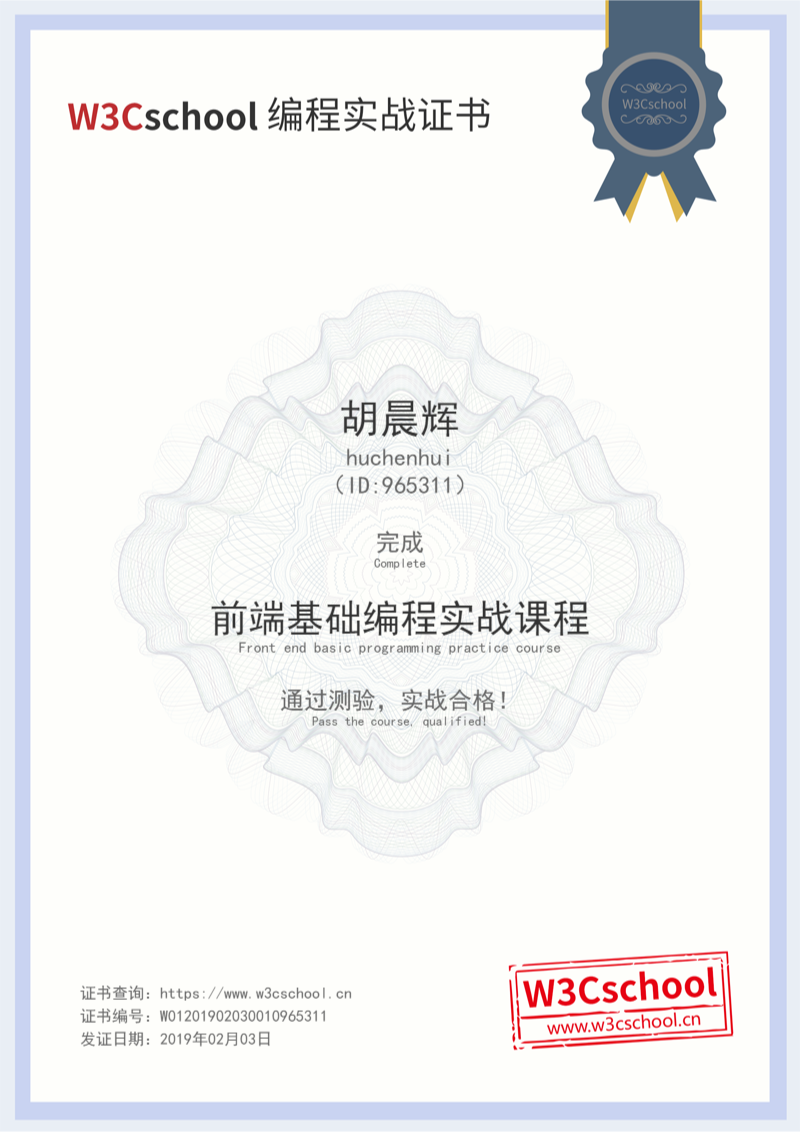 W3Cschool 编程实战证书
W3Cschool
胡晨辉
huchenhui
(ID:965311)
完成
Complete
前端基础编程实战课程
Front end basic programming practice course
通过测验，实战合格！
Pass the course, qualified!
证书查询：https://www.w3cschool.cn
证书编号：W01201902030010965311
发证日期：2019年02月03日
W3Cschool
www.w3cschool.cn